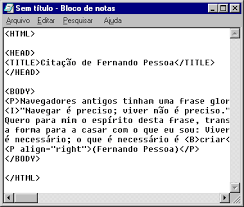 Sem título - Bloco de notas
Arquivo Editar Pesquisar Ajuda
<HTML>
<HEAD>
<TITLE>Citação de Fernando Pessoa</TITLE>
</HEAD>
<BODY>
<P>Navegadores antigos tinham uma frase glor
<I>"Navegar é preciso; viver não é preciso."
Quero para mim o espírito desta frase, trans
a forma para a casar com o que eu sou: Viver
é necessário; o que é necessário é <B>criar<
<P align="right">(Fernando Pessoa)</P>
</BODY>
</HTML>